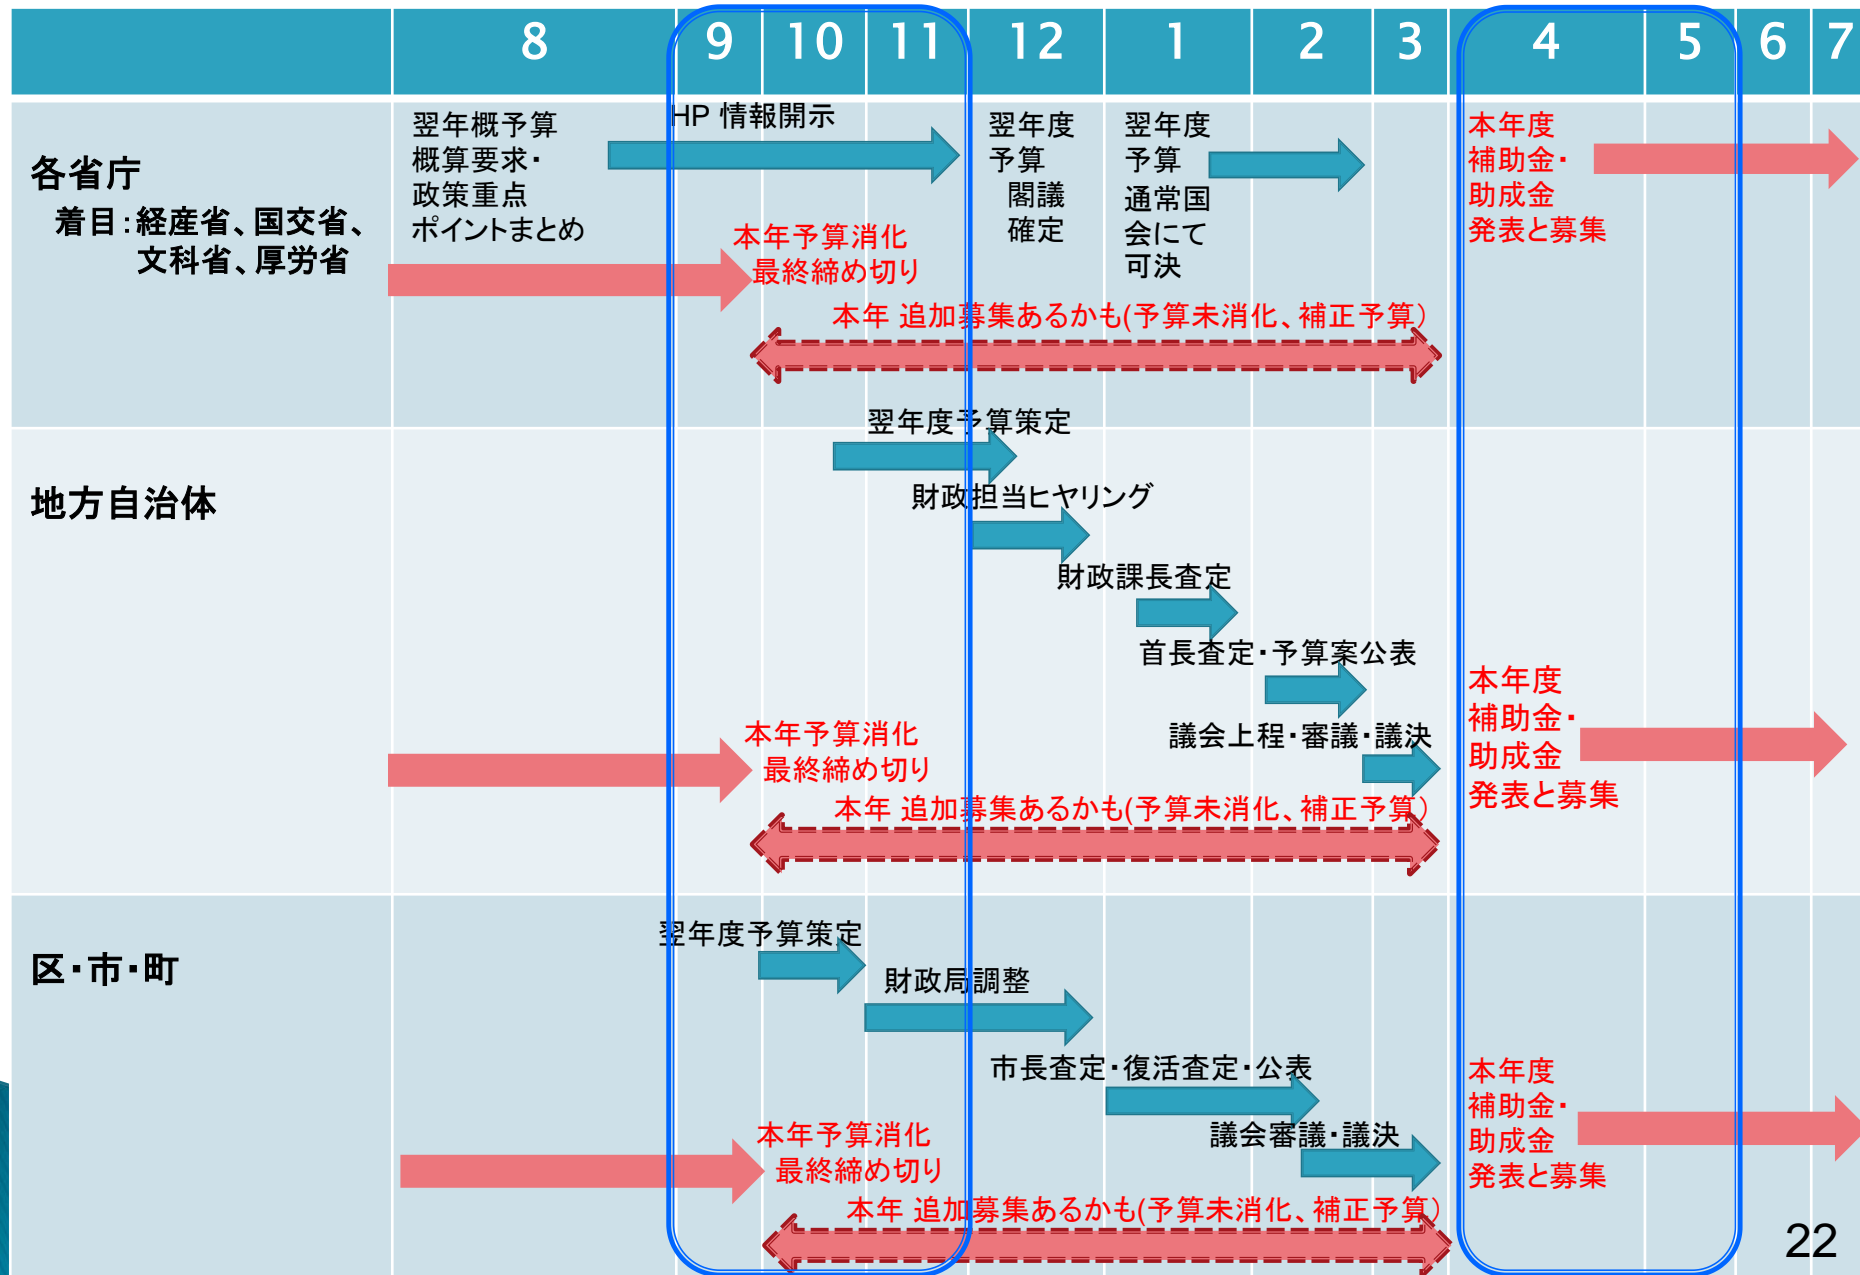 8 9 10 11 12 1 2 3 4 5 6 7
各省庁
着目：経産省、国交省、
文科省、厚労省
翌年概予算
概算要求・
政策重点
ポイントまとめ
HP 情報開示
翌年度
予算
閣議
確定
翌年度
予算
通常国
会にて
可決
本年度
補助金・
助成金
発表と募集
本年予算消化
最終締め切り
本年 追加募集あるかも(予算未消化、補正予算）
地方自治体
翌年度予算策定
財政担当ヒヤリング
財政課長査定
首長査定・予算案公表
議会上程・審議・議決
本年度
補助金・
助成金
発表と募集
本年予算消化
最終締め切り
本年 追加募集あるかも(予算未消化、補正予算）
区・市・町
翌年度予算策定
財政局調整
市長査定・復活査定・公表
議会審議・議決
本年度
補助金・
助成金
発表と募集
本年予算消化
最終締め切り
本年 追加募集あるかも(予算未消化、補正予算）
22